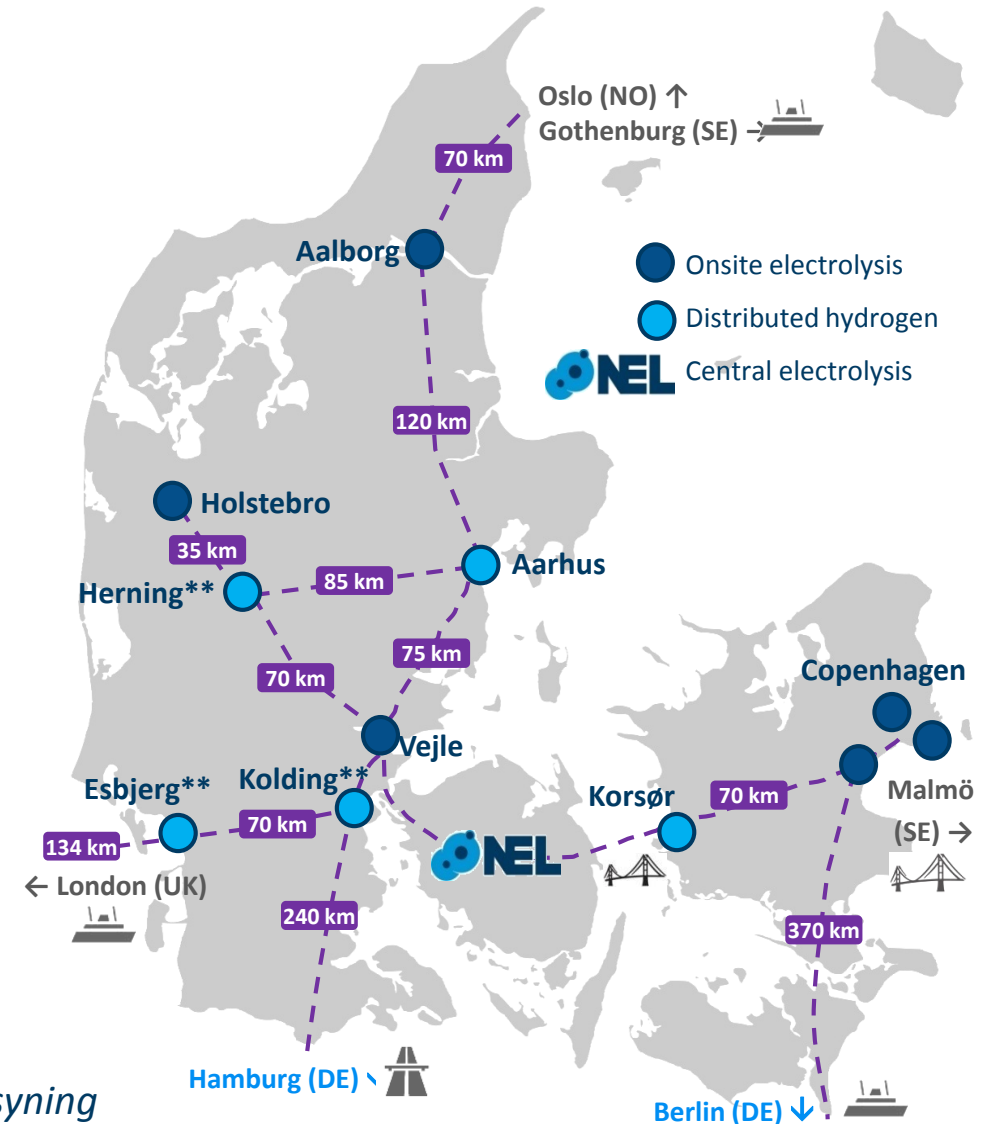 Oslo (NO) ↑
Gothenburg (SE) →
70 km
Aalborg
Onsite electrolysis
Distributed hydrogen
NEL Central electrolysis
120 km
Holstebro
35 km
Herning**
85 km
Aarhus
75 km
70 km
Copenhagen
Vejle
Kolding**
Esbjerg**
Korsør
70 km
Malmö
(SE) →
70 km
134 km
NEL
← London (UK)
240 km
370 km
Hamburg (DE)
Berlin (DE) ↓
syning